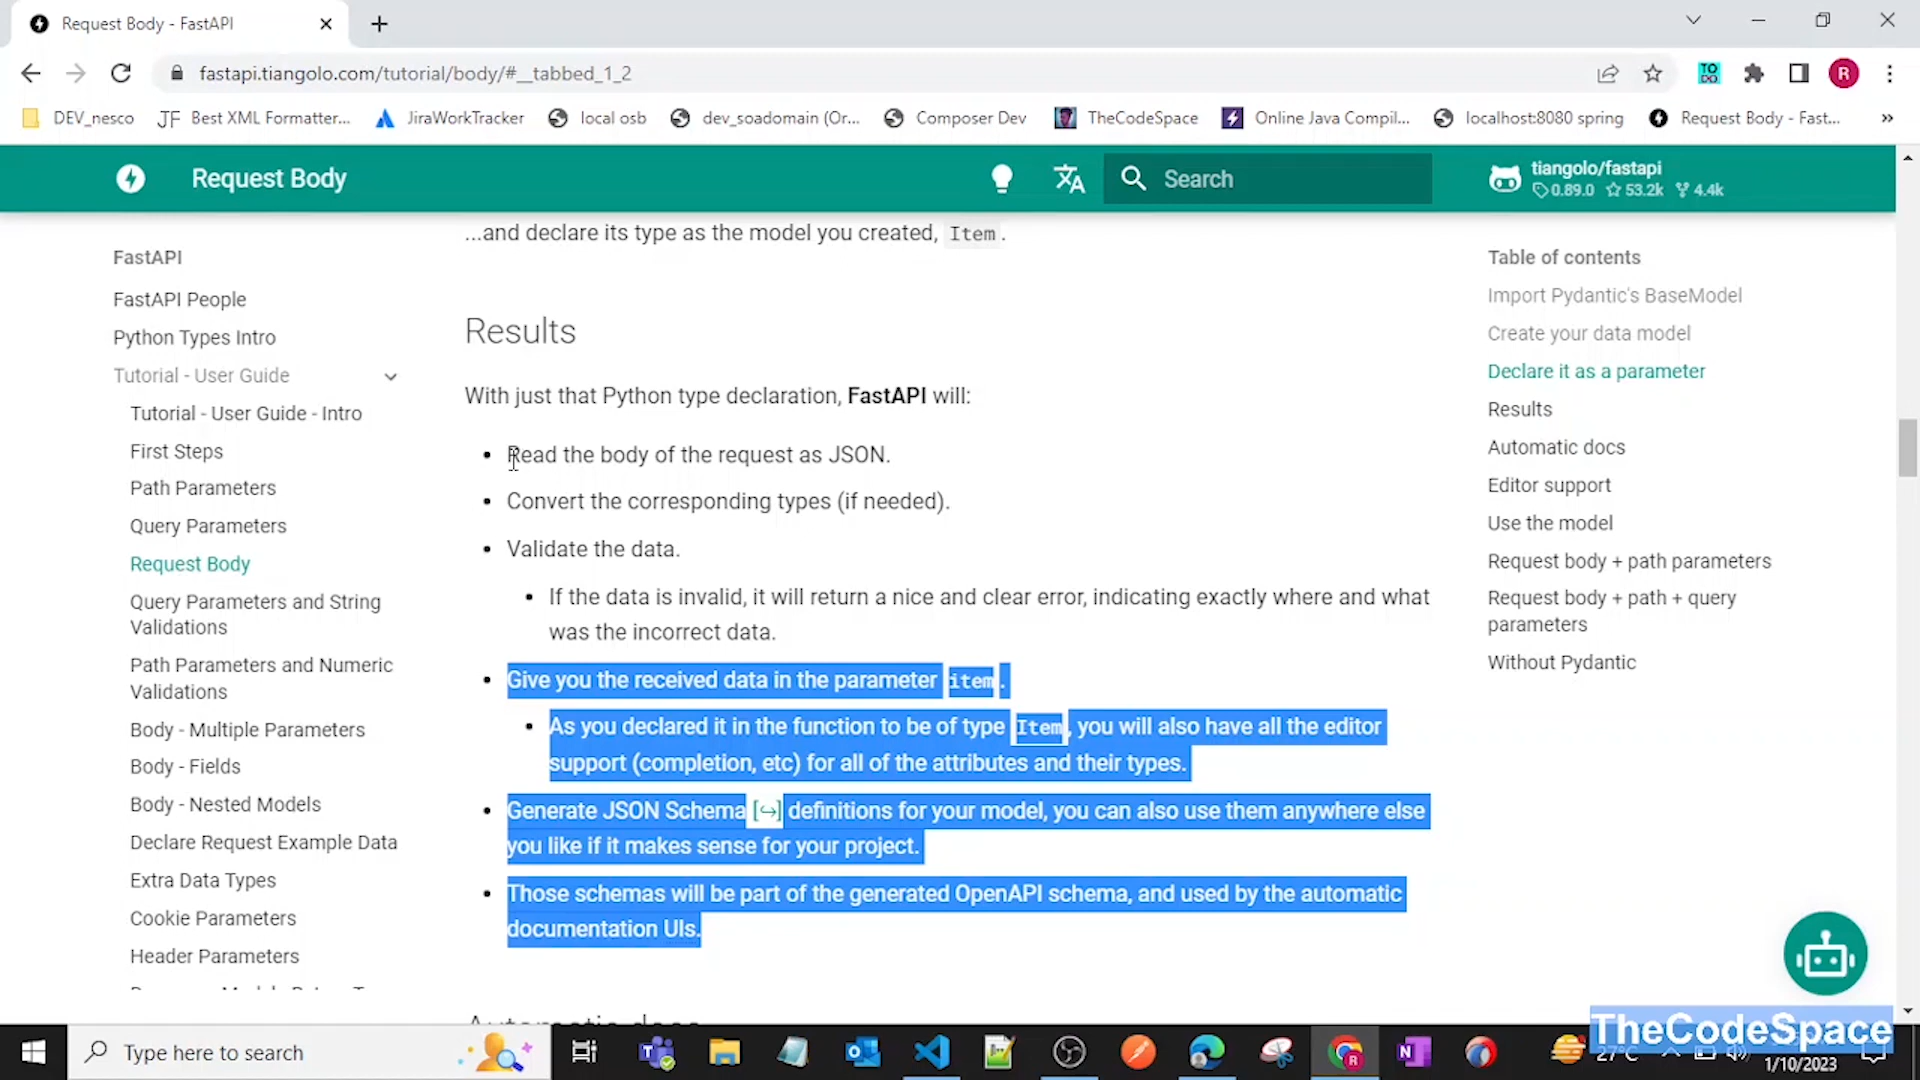 Request Body - FastAPI
fastapi.tiangolo.com/tutorial/body/#__tabbed_1_2
TO DO
R
DEV_nesco
JF Best XML Formatter...
JiraWorkTracker
local osb
dev_soadomain (Or...
Composer Dev
TheCodeSpace
Online Java Compil...
localhost:8080 spring
Request Body - Fast...
»
Request Body
Search
tiangolo/fastapi
0.89.0 53.2k 4.4k
FastAPI
FastAPI People
Python Types Intro
Tutorial - User Guide
Tutorial - User Guide - Intro
First Steps
Path Parameters
Query Parameters
Request Body
Query Parameters and String
Validations
Path Parameters and Numeric
Validations
Body - Multiple Parameters
Body - Fields
Body - Nested Models
Declare Request Example Data
Extra Data Types
Cookie Parameters
Header Parameters
...and declare its type as the model you created, Item.
Results
With just that Python type declaration, FastAPI will:
• Read the body of the request as JSON.
• Convert the corresponding types (if needed).
• Validate the data.
• If the data is invalid, it will return a nice and clear error, indicating exactly where and what
was the incorrect data.
• Give you the received data in the parameter item.
• As you declared it in the function to be of type Item, you will also have all the editor
support (completion, etc) for all of the attributes and their types.
• Generate JSON Schema [↪] definitions for your model, you can also use them anywhere else
you like if it makes sense for your project.
• Those schemas will be part of the generated OpenAPI schema, and used by the automatic
documentation UIs.
Automatic docs
Table of contents
Import Pydantic's BaseModel
Create your data model
Declare it as a parameter
Results
Automatic docs
Editor support
Use the model
Request body + path parameters
Request body + path + query
parameters
Without Pydantic
TheCodeSpace
Type here to search
27°C
1/10/2023